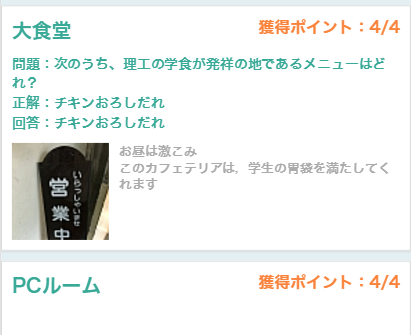 大食堂
獲得ポイント：4/4
問題：次のうち、理工の学食が発祥の地であるメニューはど
れ？
正解：チキンおろしだれ
回答：チキンおろしだれ
いらっしゃいませ
営業中
お昼は激こみ
このカフェテリアは，学生の胃袋を満たしてく
れます
PCルーム
獲得ポイント：4/4